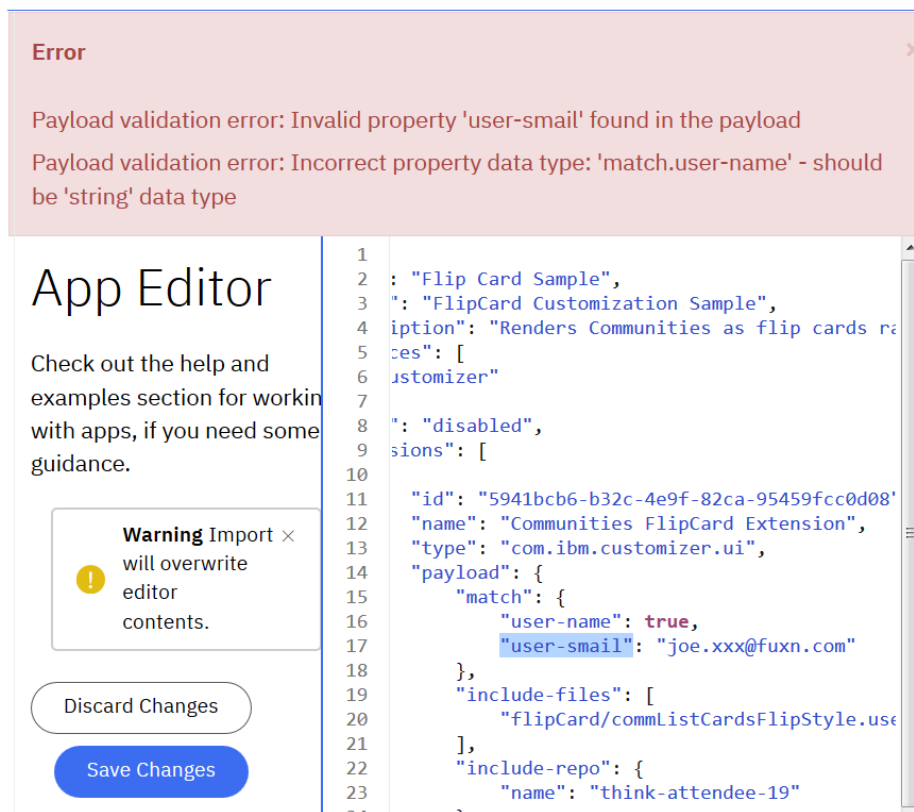 Error
×
Payload validation error: Invalid property 'user-smail' found in the payload
Payload validation error: Incorrect property data type: 'match.user-name' - should
be 'string' data type
App Editor
Check out the help and
examples section for workin
with apps, if you need some
guidance.
Warning Import ×
will overwrite
editor
contents.
Discard Changes
Save Changes
1
2 : "Flip Card Sample",
3 ": "FlipCard Customization Sample",
4 iption": "Renders Communities as flip cards ra
5 ces": [
6 ustomizer"
7
8 ": "disabled",
9 sions": [
10
11 "id": "5941bcb6-b32c-4e9f-82ca-95459fcc0d08"
12 "name": "Communities FlipCard Extension",
13 "type": "com.ibm.customizer.ui",
14 "payload": {
15 "match": {
16 "user-name": true,
17 "user-smail": "joe.xxx@fuxn.com"
18 },
19 "include-files": [
20 "flipCard/commListCardsFlipStyle.use
21 ],
22 "include-repo": {
23 "name": "think-attendee-19"